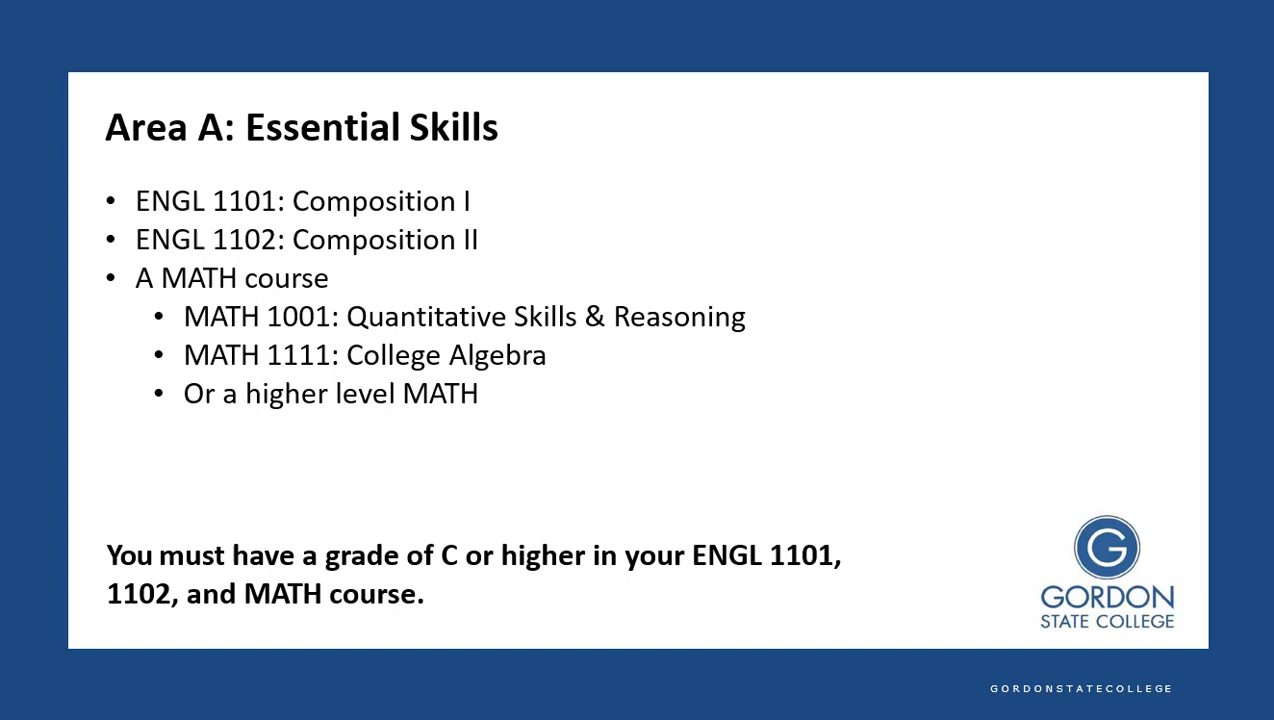 Area A: Essential Skills
• ENGL 1101: Composition I
• ENGL 1102: Composition II
• A MATH course
• MATH 1001: Quantitative Skills & Reasoning
• MATH 1111: College Algebra
• Or a higher level MATH
You must have a grade of C or higher in your ENGL 1101,
1102, and MATH course.
G
GORDON
STATE COLLEGE
GORDONSTATECOLLEGE